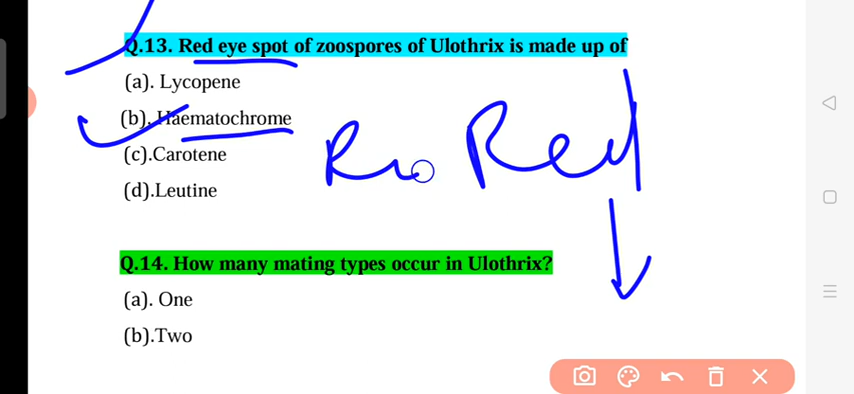 Q.13. Red eye spot of zoospores of Ulothrix is made up of
(a). Lycopene
(b). Haematochrome
(c).Carotene
Red
(d).Leutine
Q.14. How many mating types occur in Ulothrix?
(a). One
(b).Two